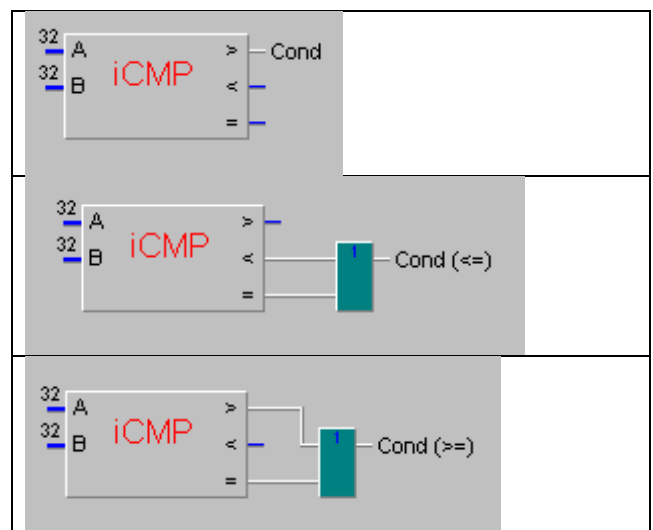 32 A > Cond
32 B iCMP <
=
32 A >
32 B iCMP < 1 Cond (<=)
=
32 A >
32 B iCMP < 1 Cond (>=)
=